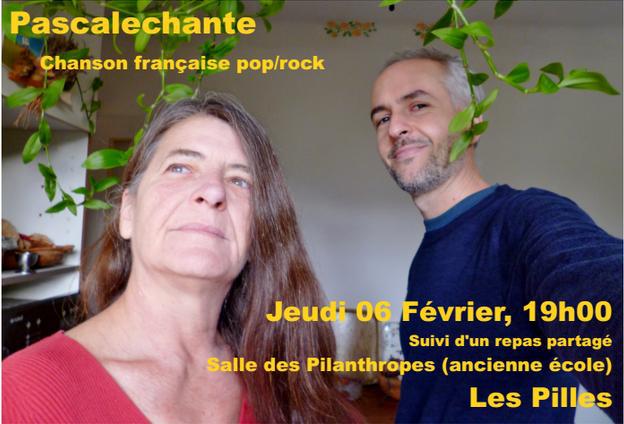 Pascalechante
Chanson française pop/rock
Jeudi 06 Février, 19h00
Suivi d'un repas partagé
Salle des Pilanthropes (ancienne école)
Les Pilles